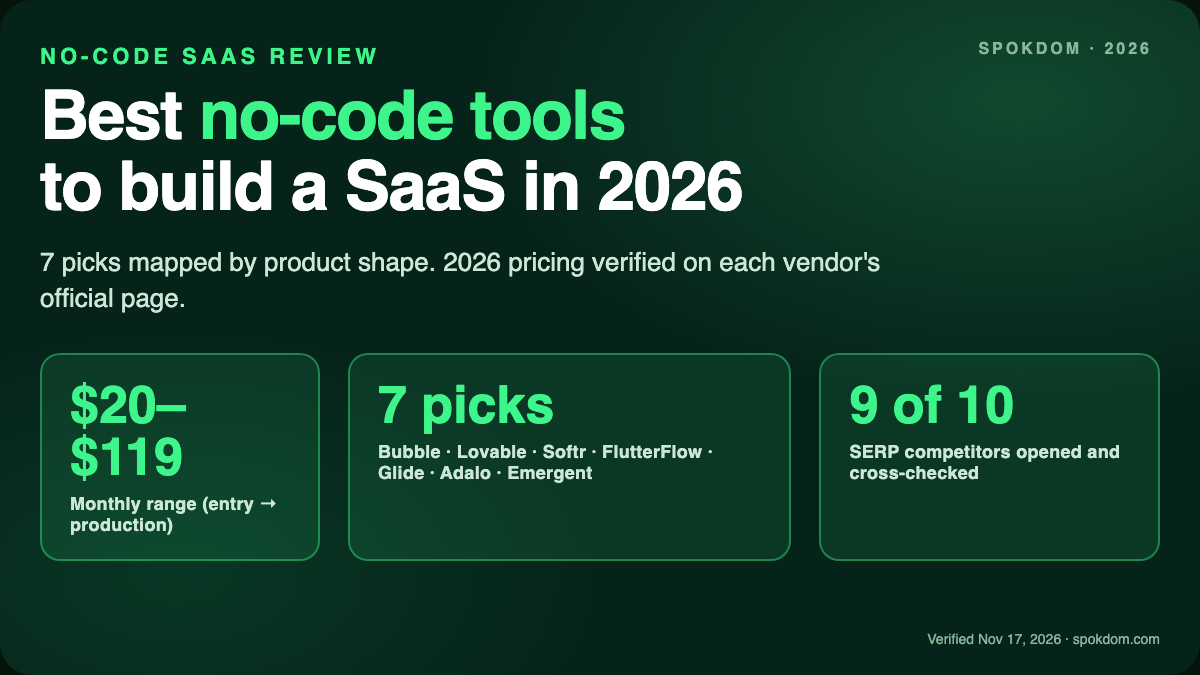 NO-CODE SAAS REVIEW
SPOKDOM · 2026
Best no-code tools
to build a SaaS in 2026
7 picks mapped by product shape. 2026 pricing verified on each vendor's
official page.
$20–
$119
Monthly range (entry →
production)
7 picks
Bubble · Lovable · Softr · FlutterFlow ·
Glide · Adalo · Emergent
9 of 10
SERP competitors opened and
cross-checked
Verified Nov 17, 2026 · spokdom.com